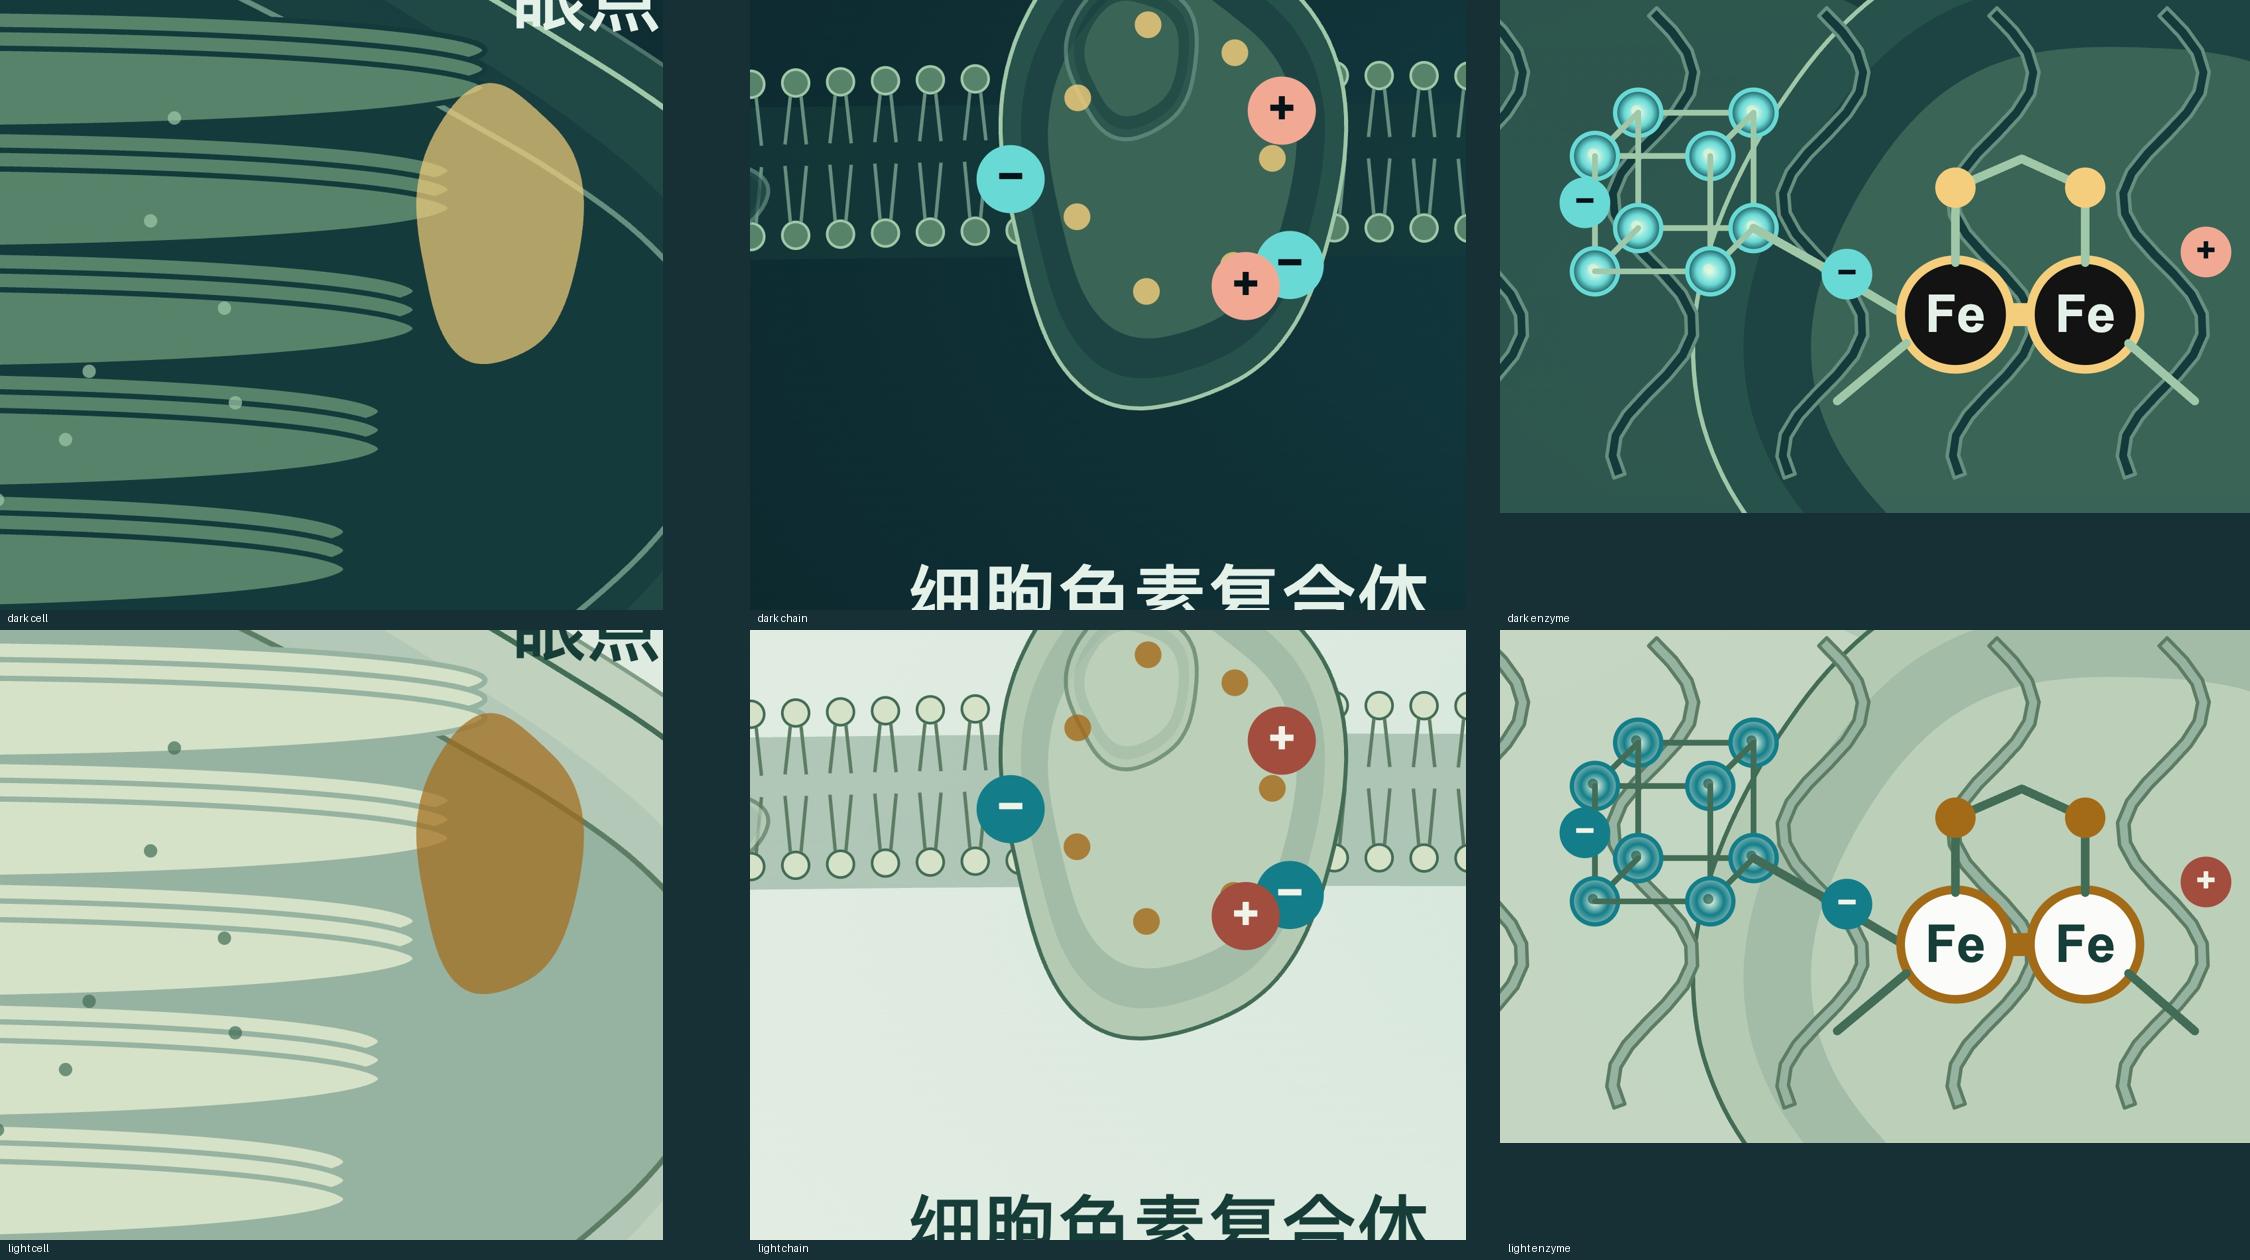 眼点
+
−
−
+
细胞色素复合体
−
−
+
Fe Fe
dark cell
dark chain
dark enzyme
眼点
+
−
−
+
细胞色素复合体
−
−
+
Fe Fe
light cell
light chain
light enzyme